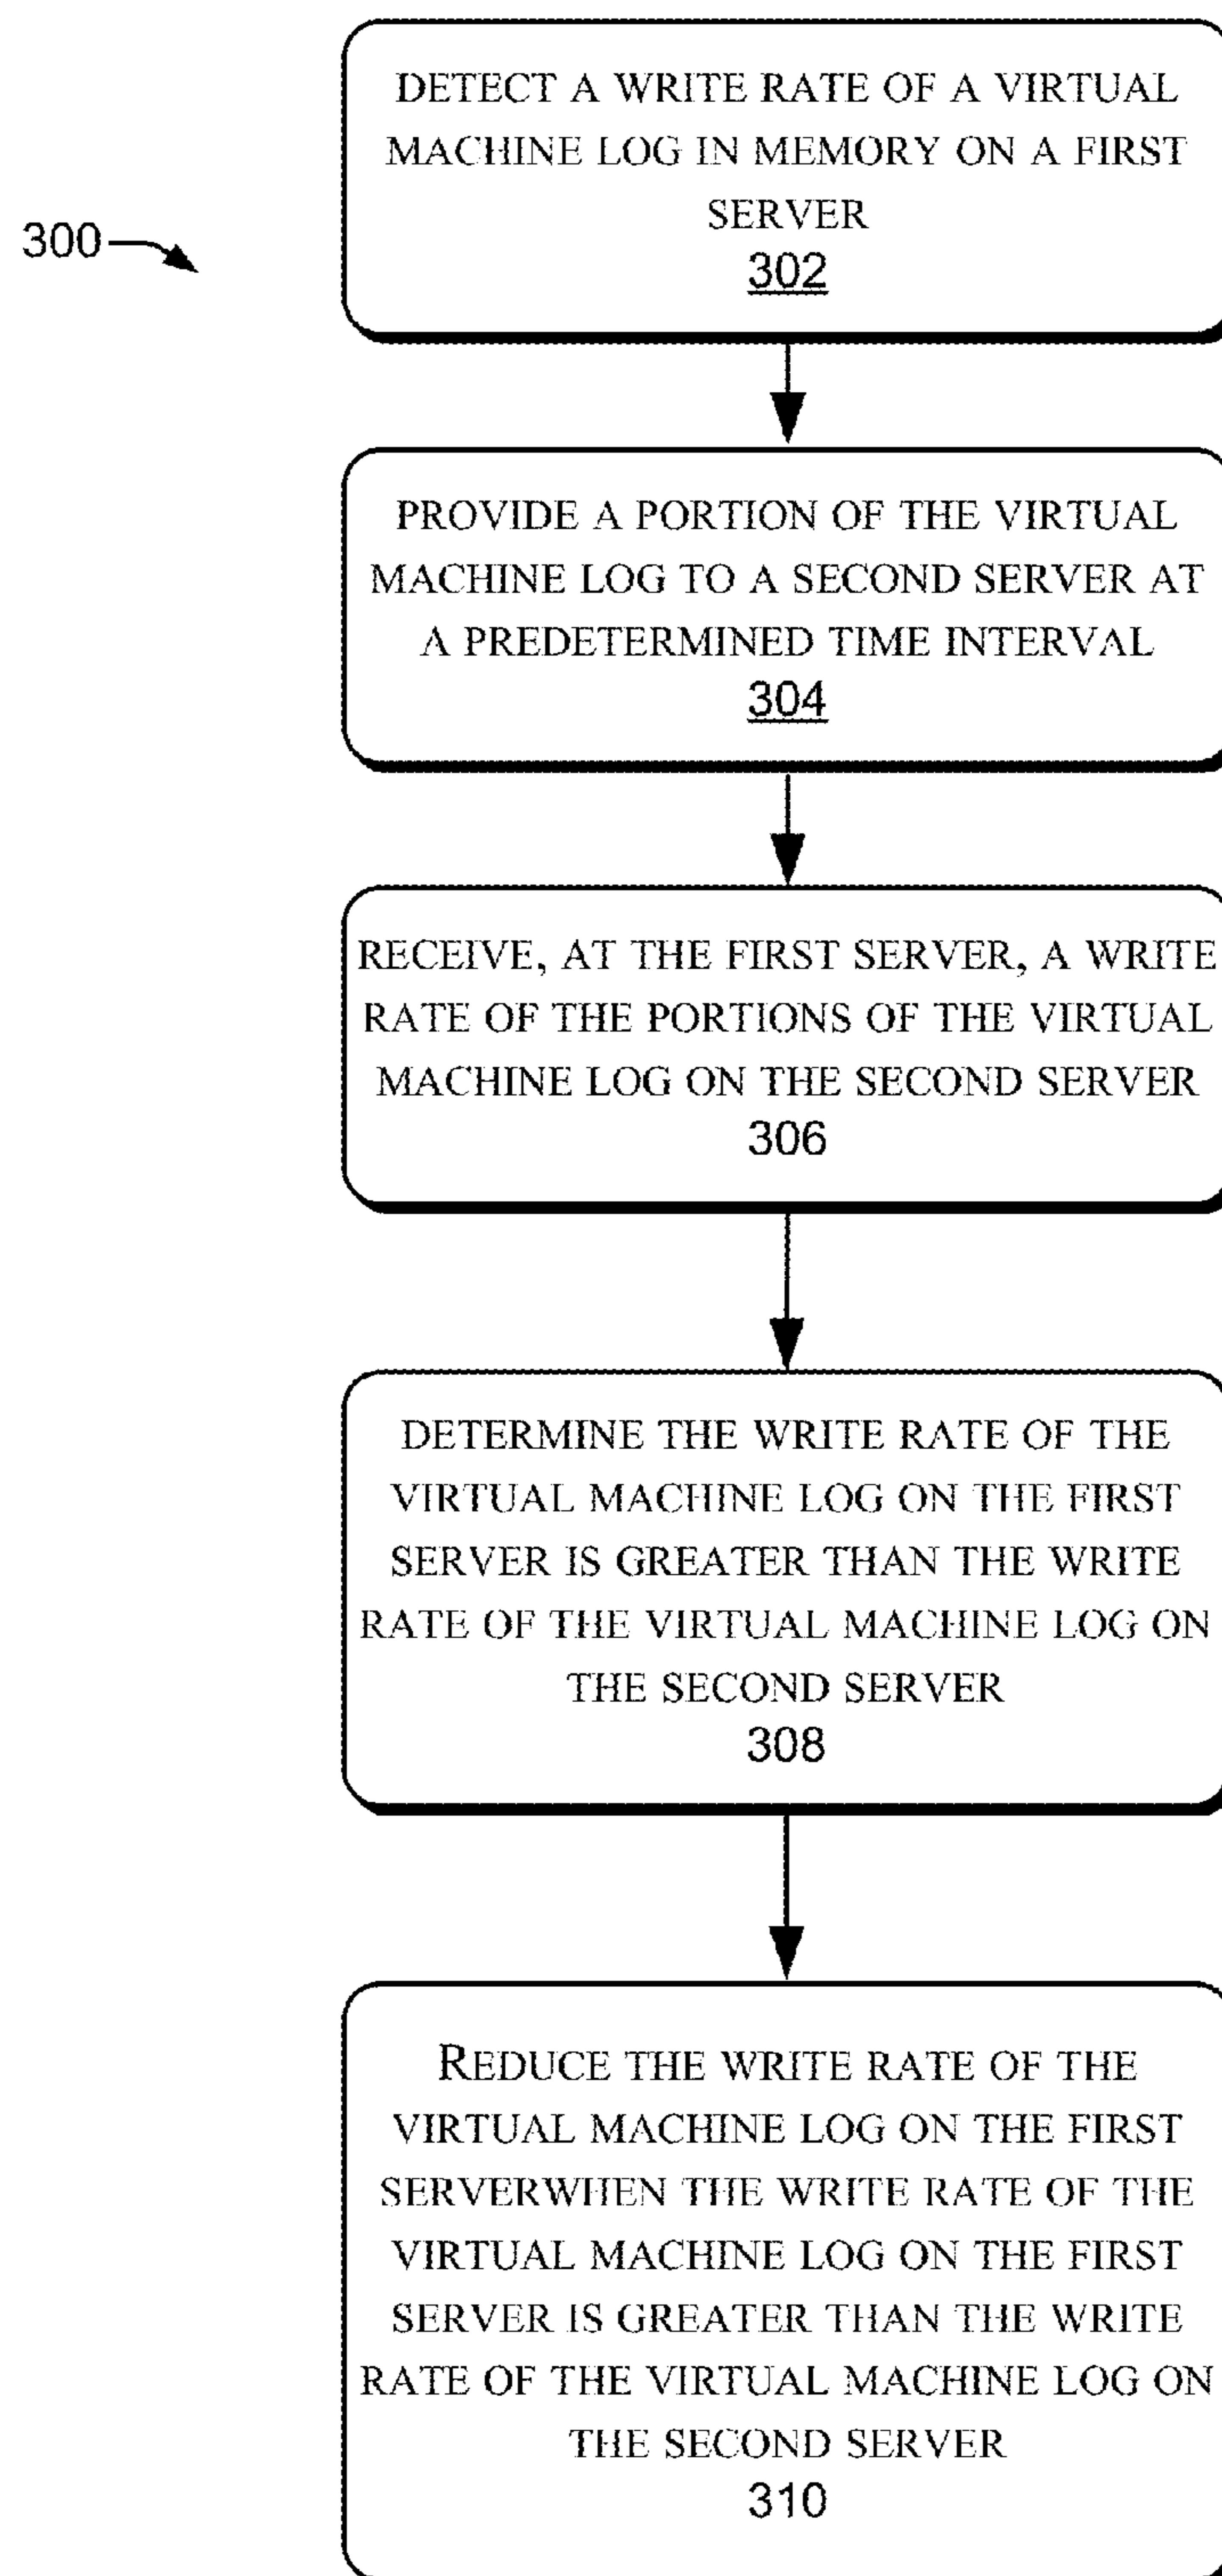 DETECT A WRITE RATE OF A VIRTUAL
MACHINE LOG IN MEMORY ON A FIRST
SERVER
302
300
PROVIDE A PORTION OF THE VIRTUAL
MACHINE LOG TO A SECOND SERVER AT
A PREDETERMINED TIME INTERVAL
304
RECEIVE, AT THE FIRST SERVER, A WRITE
RATE OF THE PORTIONS OF THE VIRTUAL
MACHINE LOG ON THE SECOND SERVER
306
DETERMINE THE WRITE RATE OF THE
VIRTUAL MACHINE LOG ON THE FIRST
SERVER IS GREATER THAN THE WRITE
RATE OF THE VIRTUAL MACHINE LOG ON
THE SECOND SERVER
308
REDUCE THE WRITE RATE OF THE
VIRTUAL MACHINE LOG ON THE FIRST
SERVERWHEN THE WRITE RATE OF THE
VIRTUAL MACHINE LOG ON THE FIRST
SERVER IS GREATER THAN THE WRITE
RATE OF THE VIRTUAL MACHINE LOG ON
THE SECOND SERVER
310